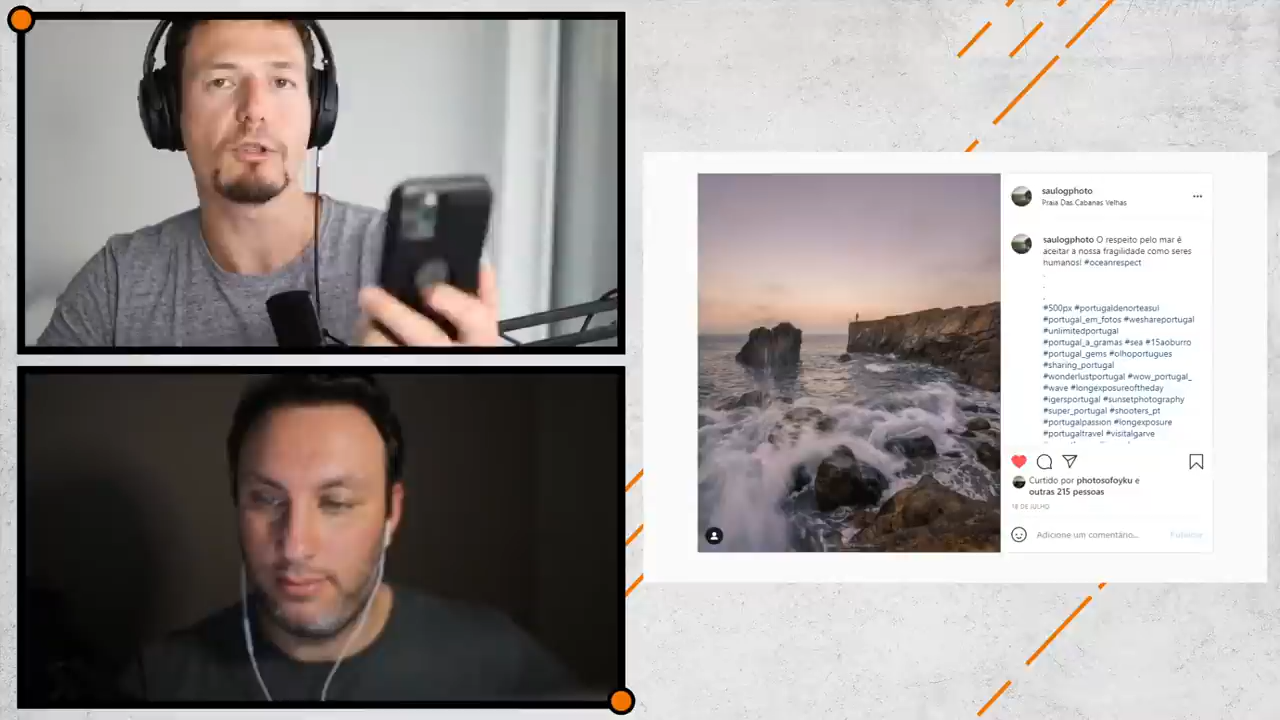 saulogphoto
Praia Das Cabanas Velhas
saulogphoto O respeito pelo mar é
aceitar a nossa fragilidade como seres
humanos! #oceanrespect
.
.
.
#500px #portugaldenorteasul
#portugal_em_fotos #weshareportugal
#unlimitedportugal
#portugal_a_gramas #sea #15aoburro
#portugal_gems #olhoportugues
#sharing_portugal
#wonderlustportugal #wow_portugal_
#wave #longexposureoftheday
#igersportugal #sunsetphotography
#super_portugal #shooters_pt
#portugalpassion #longexposure
#portugaltravel #visitalgarve
Curtido por photosofoyku e
outras 215 pessoas
18 DE JULHO
Adicione um comentário... Publicar